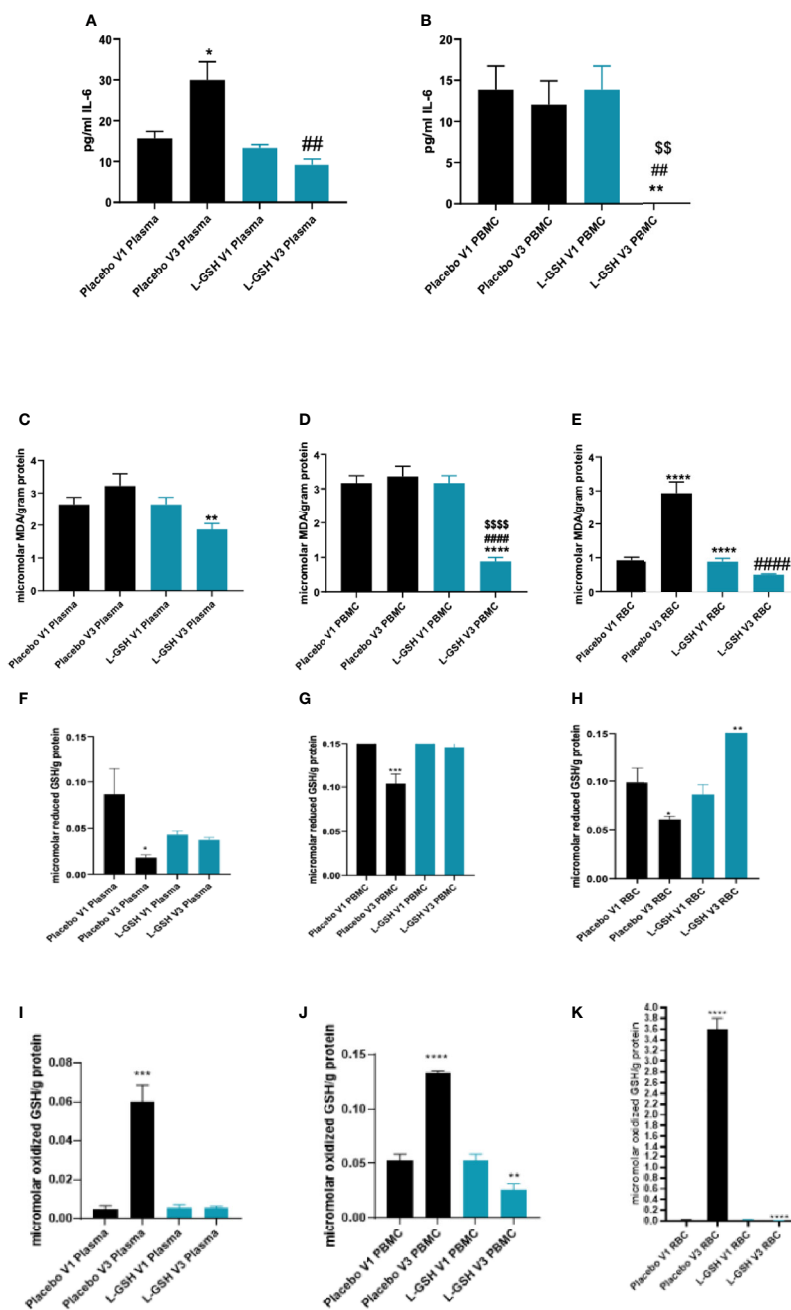 A
B
pg/ml IL-6
40
30
20
10
0
*
##
Placebo V1 Plasma
Placebo V3 Plasma
L-GSH V1 Plasma
L-GSH V3 Plasma
pg/ml IL-6
20
15
10
5
0
$$
##
**
Placebo V1 PBMC
Placebo V3 PBMC
L-GSH V1 PBMC
L-GSH V3 PBMC
C
D
E
micromolar MDA/gram protein
4
3
2
1
0
**
Placebo V1 Plasma
Placebo V3 Plasma
L-GSH V1 Plasma
L-GSH V3 Plasma
micromolar MDA/gram protein
4
3
2
1
0
$$$$
####
****
Placebo V1 PBMC
Placebo V3 PBMC
L-GSH V1 PBMC
L-GSH V3 PBMC
micromolar MDA/gram protein
4
3
2
1
0
****
****
####
Placebo V1 RBC
Placebo V3 RBC
L-GSH V1 RBC
L-GSH V3 RBC
F
G
H
micromolar reduced GSH/g protein
0.15
0.10
0.05
0.00
*
Placebo V1 Plasma
Placebo V3 Plasma
L-GSH V1 Plasma
L-GSH V3 Plasma
micromolar reduced GSH/g protein
0.15
0.10
0.05
0.00
***
Placebo V1 PBMC
Placebo V3 PBMC
L-GSH V1 PBMC
L-GSH V3 PBMC
micromolar reduced GSH/g protein
0.15
0.10
0.05
0.00
*
**
Placebo V1 RBC
Placebo V3 RBC
L-GSH V1 RBC
L-GSH V3 RBC
I
J
K
micromolar oxidized GSH/g protein
0.08
0.06
0.04
0.02
0.00
***
Placebo V1 Plasma
Placebo V3 Plasma
L-GSH V1 Plasma
L-GSH V3 Plasma
micromolar oxidized GSH/g protein
0.15
0.10
0.05
0.00
****
**
Placebo V1 PBMC
Placebo V3 PBMC
L-GSH V1 PBMC
L-GSH V3 PBMC
micromolar oxidized GSH/g protein
4.0
3.8
3.6
3.4
3.2
3.0
2.8
2.6
2.4
2.2
2.0
1.8
1.6
1.4
1.2
1.0
0.8
0.6
0.4
0.2
0.0
****
****
Placebo V1 RBC
Placebo V3 RBC
L-GSH V1 RBC
L-GSH V3 RBC